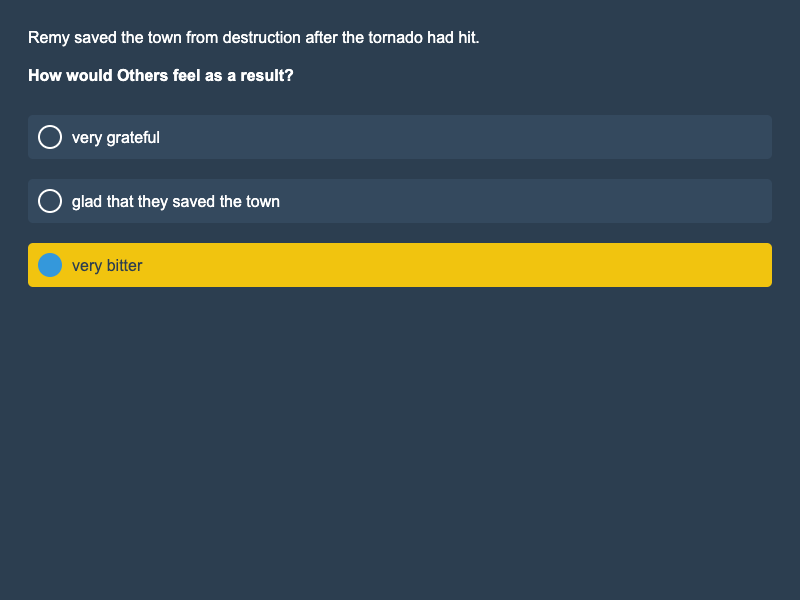 Remy saved the town from destruction after the tornado had hit.
How would Others feel as a result?
very grateful
glad that they saved the town
very bitter